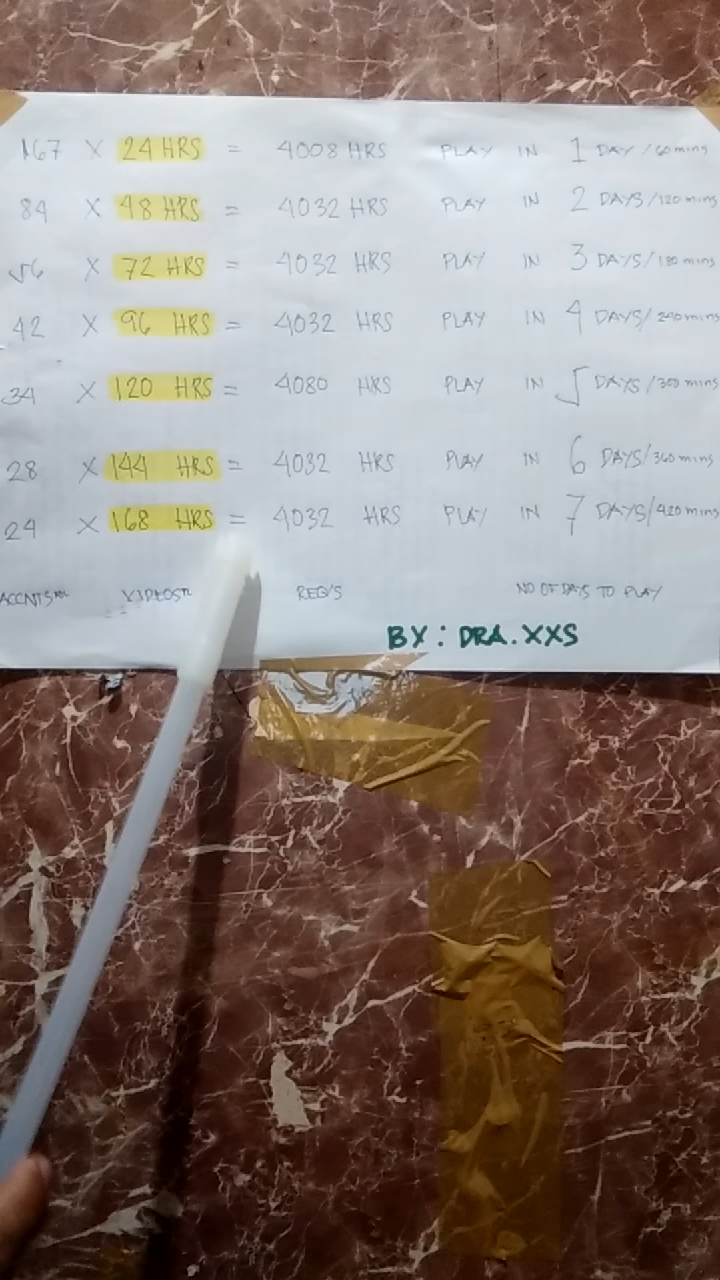 167 X 24 HRS = 4008 HRS PLAY IN 1 DAY/60 mins
84 X 48 HRS = 4032 HRS PLAY IN 2 DAYS/120 mins
56 X 72 HRS = 4032 HRS PLAY IN 3 DAYS/180 mins
42 X 96 HRS = 4032 HRS PLAY IN 4 DAYS/240 mins
34 X 120 HRS = 4080 HRS PLAY IN 5 DAYS/300 mins
28 X 144 HRS = 4032 HRS PLAY IN 6 DAYS/360 mins
24 X 168 HRS = 4032 HRS PLAY IN 7 DAYS/420 mins
ACCNTS VIDEOS REQ/S NO OF DAYS TO PLAY
BY: DRA.XXS